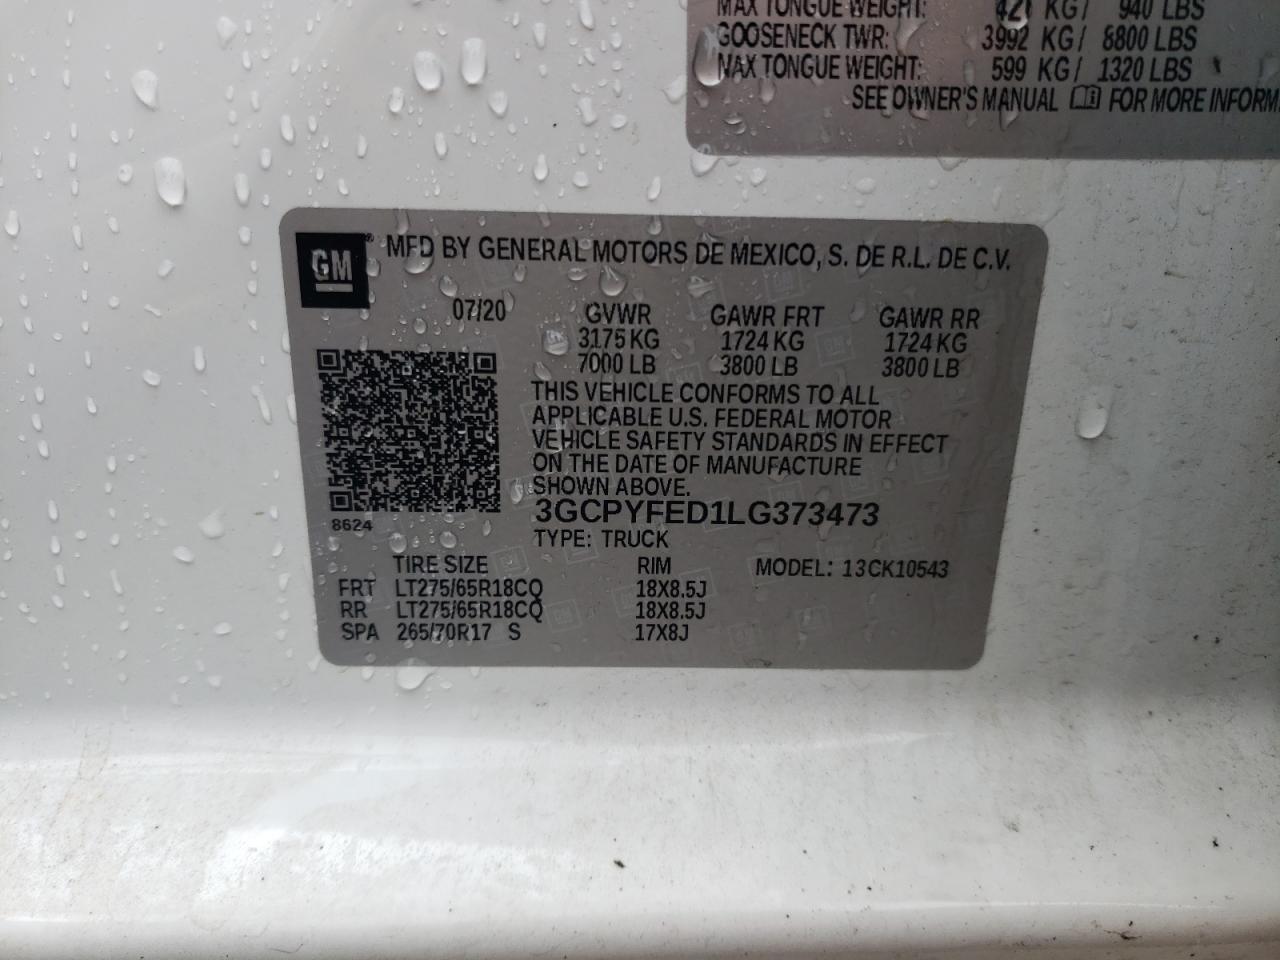 MAX TONGUE WEIGHT: 421 KG/ 940 LBS
GOOSENECK TWR: 3992 KG/ 8800 LBS
MAX TONGUE WEIGHT: 599 KG/ 1320 LBS
SEE OWNER'S MANUAL FOR MORE INFORM
GM ® MFD BY GENERAL MOTORS DE MEXICO, S. DE R.L. DE C.V.
07/20 GVWR GAWR FRT GAWR RR
3175 KG 1724 KG 1724 KG
7000 LB 3800 LB 3800 LB
THIS VEHICLE CONFORMS TO ALL
APPLICABLE U.S. FEDERAL MOTOR
VEHICLE SAFETY STANDARDS IN EFFECT
ON THE DATE OF MANUFACTURE
SHOWN ABOVE.
3GCPYFED1LG373473
8624
TYPE: TRUCK
TIRE SIZE RIM MODEL: 13CK10543
FRT LT275/65R18CQ 18X8.5J
RR LT275/65R18CQ 18X8.5J
SPA 265/70R17 S 17X8J